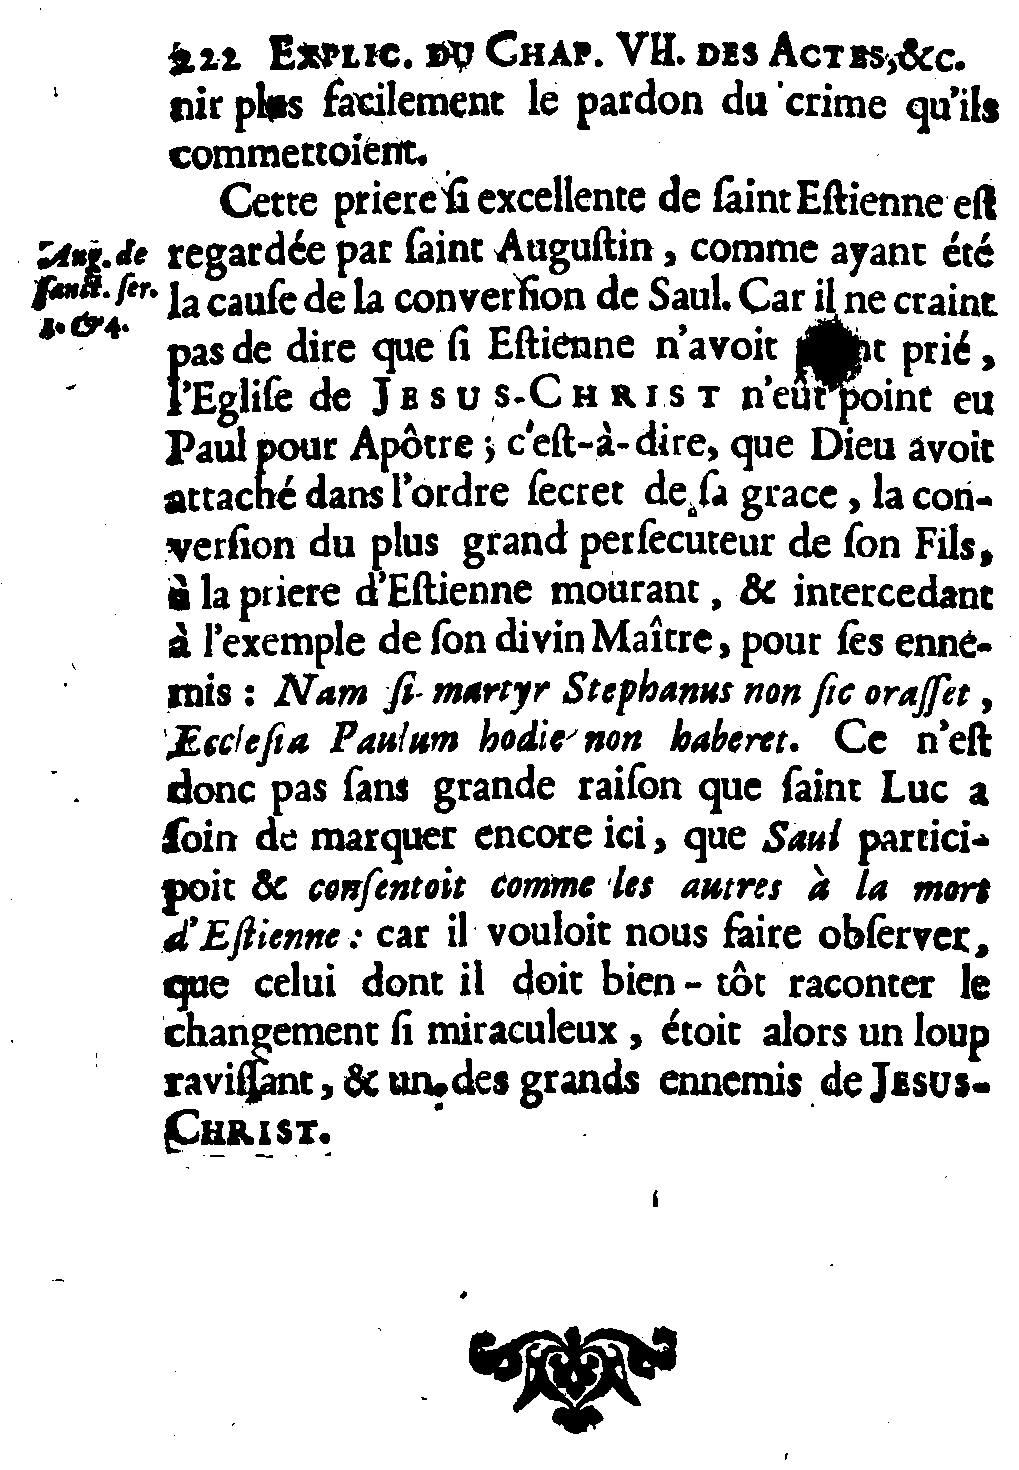 222 EXPLIC. DU CHAP. VII. DES ACTES, &c.
nir plus facilement le pardon du crime qu'ils
commettoient.
Cette priere ſi excellente de ſaint Eſtienne eſt
regardée par ſaint Auguſtin, comme ayant été
Aug. de
ſanct. ſer.
1. & 4.
la cauſe de la converſion de Saul. Car il ne craint
pas de dire que ſi Eſtienne n'avoit prié,
l'Egliſe de JESUS-CHRIST n'eût point eu
Paul pour Apôtre; c'eſt-à-dire, que Dieu avoit
attaché dans l'ordre ſecret de ſa grace, la con-
verſion du plus grand perſecuteur de ſon Fils,
à la priere d'Eſtienne mourant, & intercedant
à l'exemple de ſon divin Maître, pour ſes enne-
mis : Nam ſi martyr Stephanus non ſic oraſſet,
Eccleſia Paulum hodie non haberet. Ce n'eſt
donc pas ſans grande raiſon que ſaint Luc a
ſoin de marquer encore ici, que Saul partici-
poit & conſentoit comme les autres à la mort
d'Eſtienne : car il vouloit nous faire obſerver,
que celui dont il doit bien-tôt raconter le
changement ſi miraculeux, étoit alors un loup
raviſſant, & un des grands ennemis de JESUS-
CHRIST.